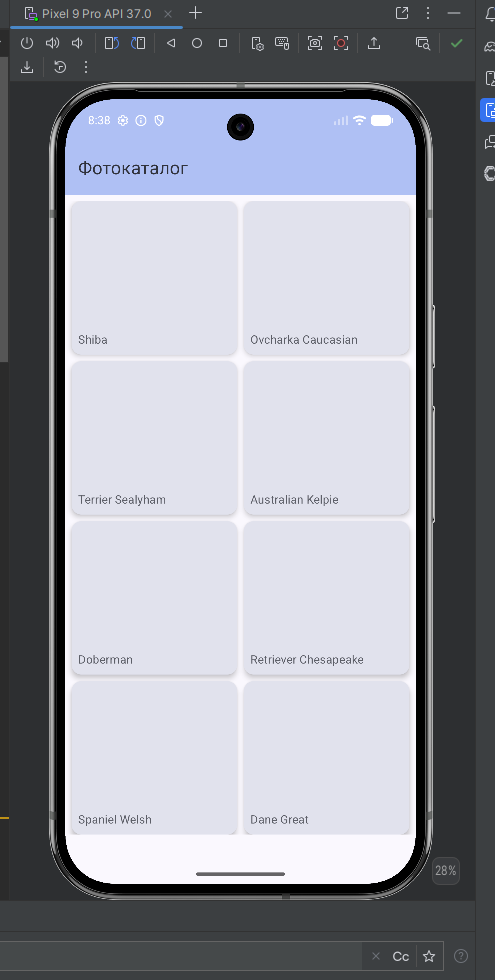 Pixel 9 Pro API 37.0
8:38
Фотокаталог
Shiba
Ovcharka Caucasian
Terrier Sealyham
Australian Kelpie
Doberman
Retriever Chesapeake
Spaniel Welsh
Dane Great
28%
Cc